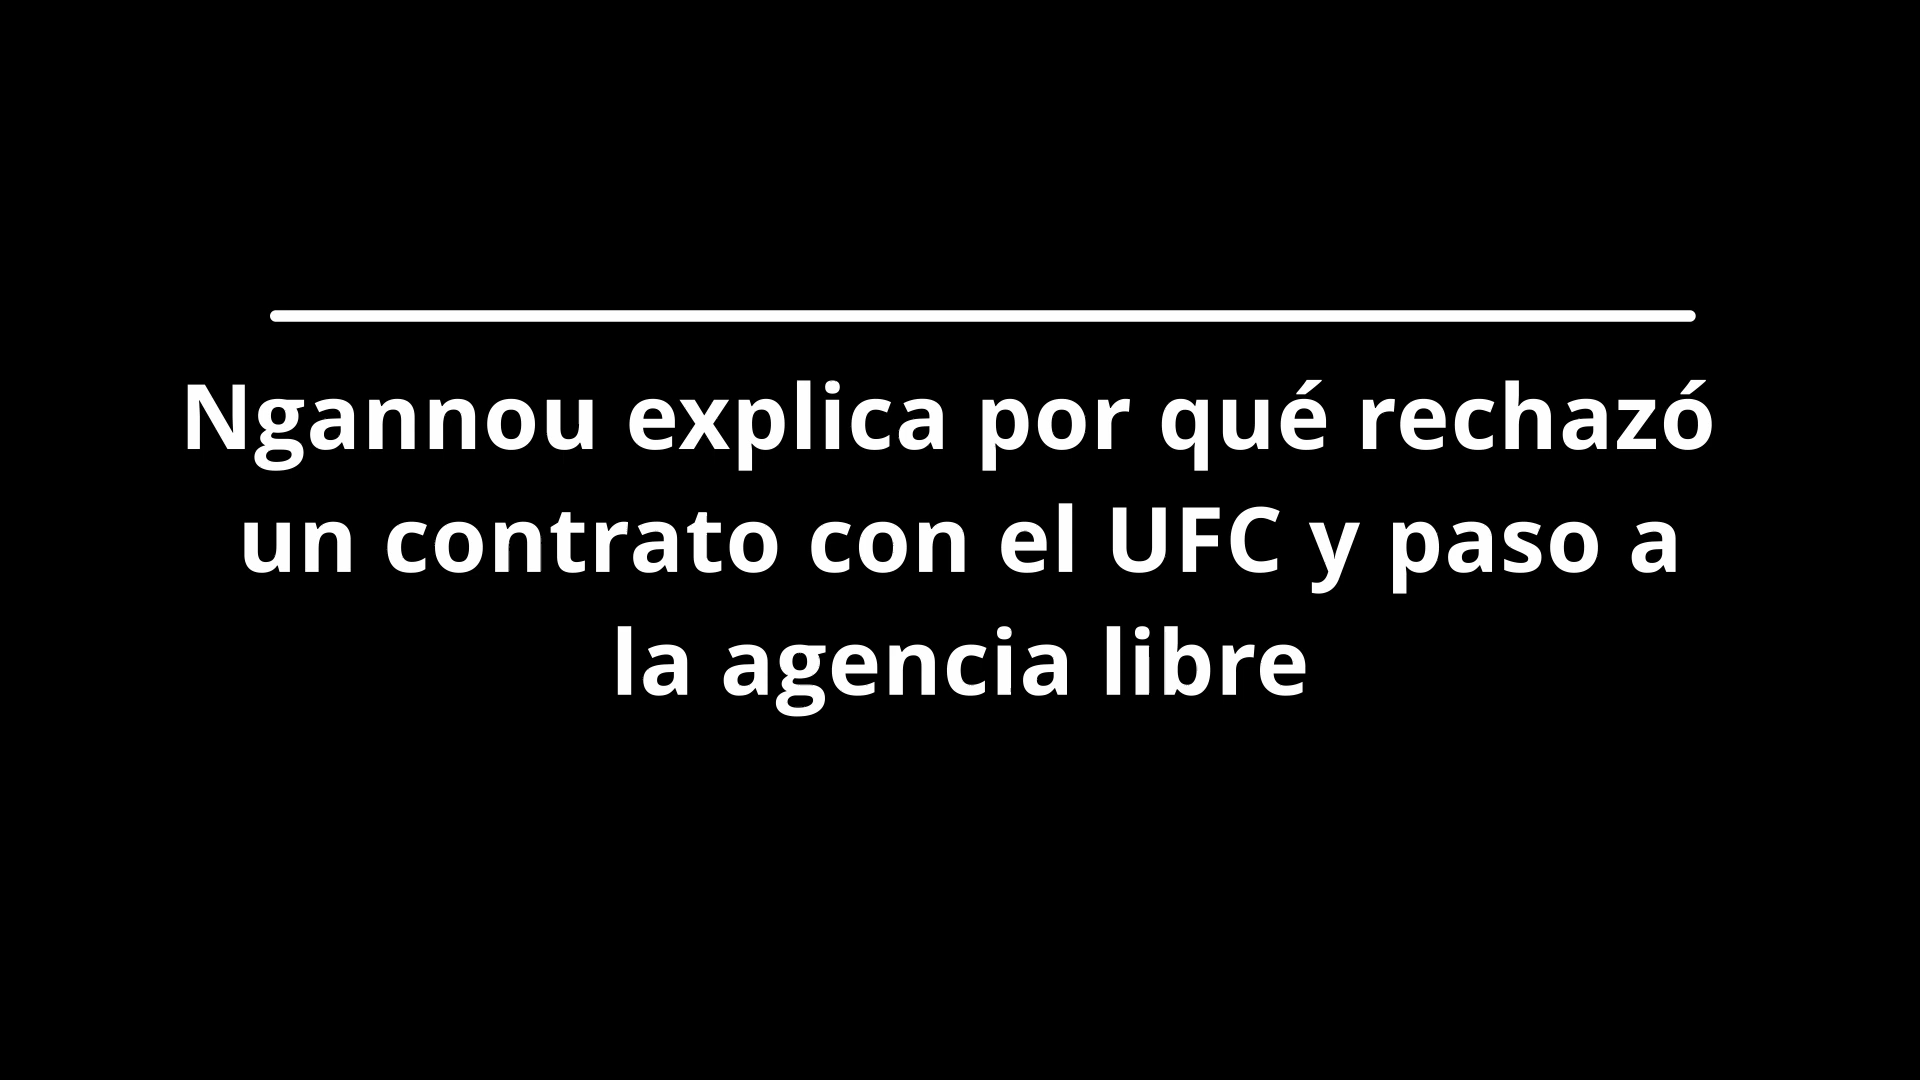 Ngannou explica por qué rechazó
un contrato con el UFC y paso a
la agencia libre